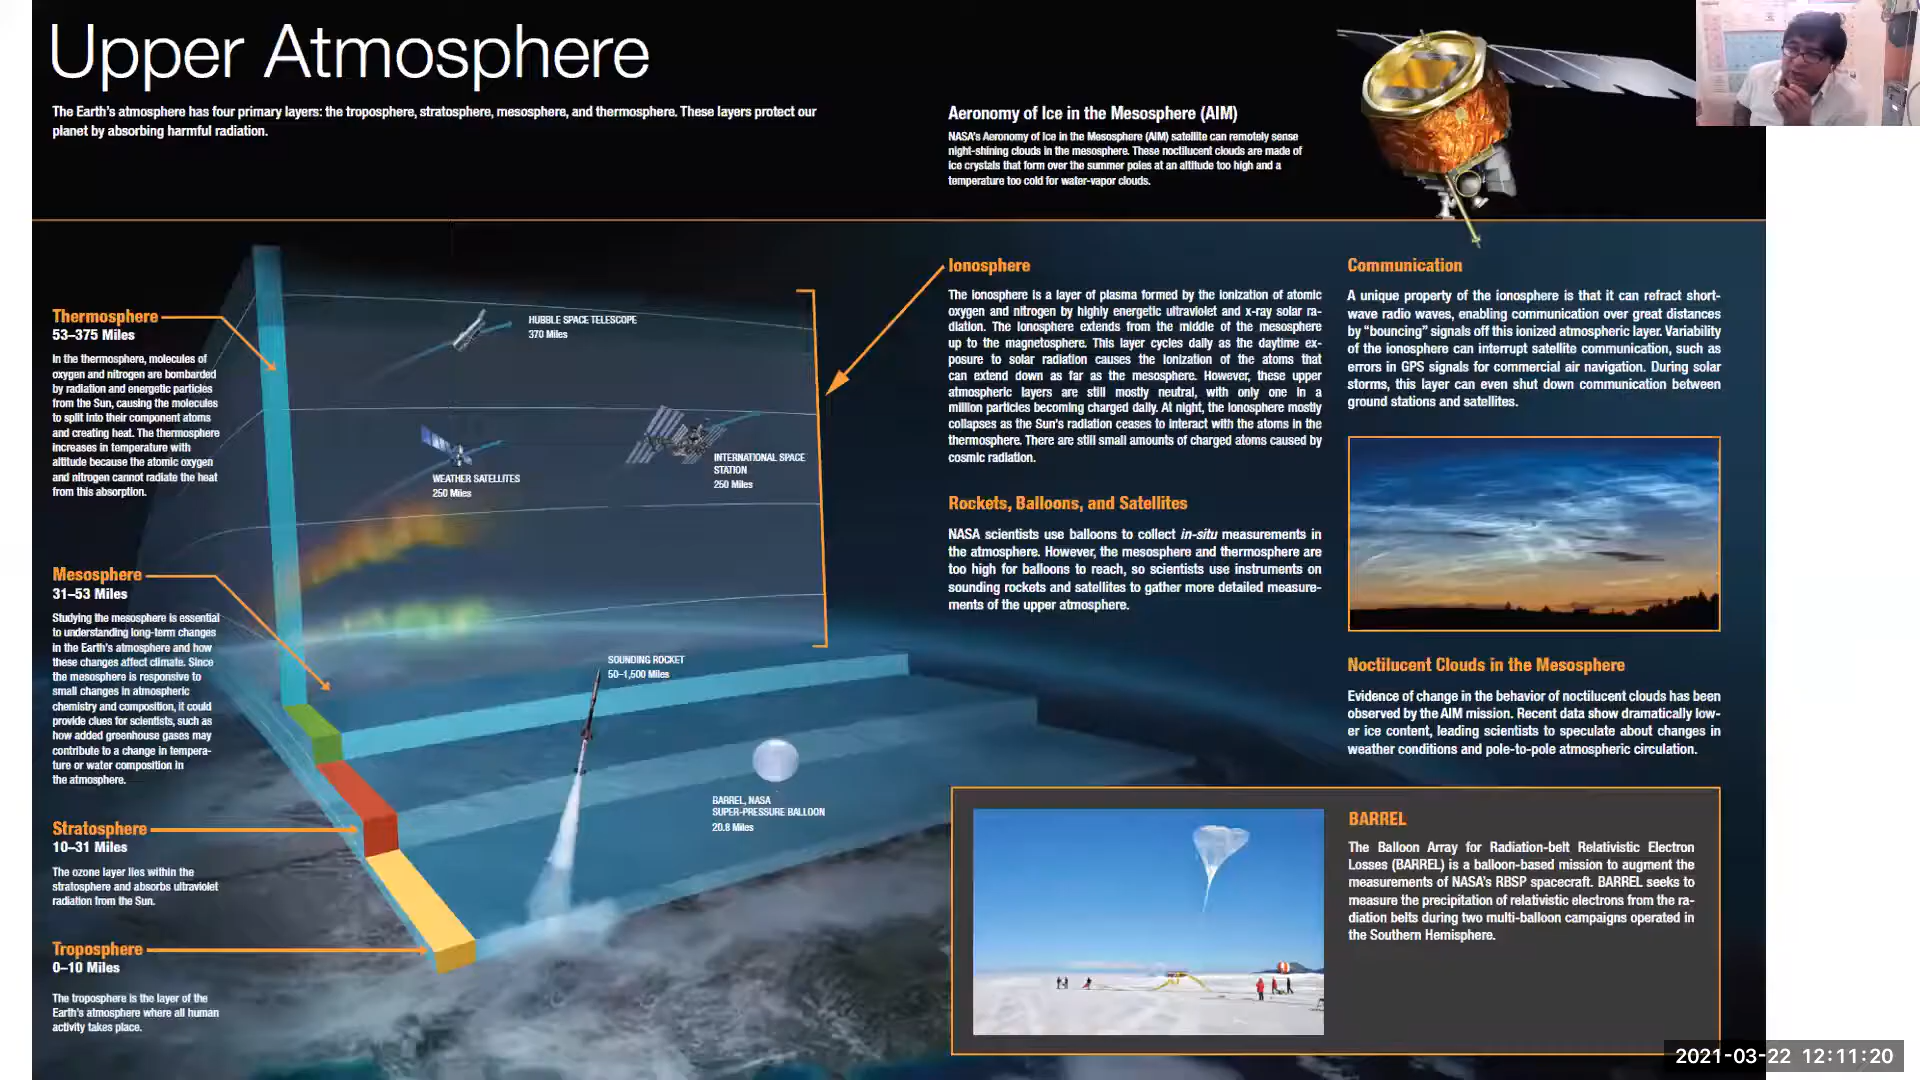 Upper Atmosphere
The Earth's atmosphere has four primary layers: the troposphere, stratosphere, mesosphere, and thermosphere. These layers protect our
planet by absorbing harmful radiation.
Aeronomy of Ice in the Mesosphere (AIM)
NASA's Aeronomy of Ice in the Mesosphere (AIM) satellite can remotely sense
night-shining clouds in the mesosphere. These noctilucent clouds are made of
ice crystals that form over the summer poles at an altitude too high and a
temperature too cold for water-vapor clouds.
Thermosphere
53–375 Miles
In the thermosphere, molecules of
oxygen and nitrogen are bombarded
by radiation and energetic particles
from the Sun, causing the molecules
to split into their component atoms
and creating heat. The thermosphere
increases in temperature with
altitude because the atomic oxygen
and nitrogen cannot radiate the heat
from this absorption.
Mesosphere
31–53 Miles
Studying the mesosphere is essential
to understanding long-term changes
in the Earth's atmosphere and how
these changes affect climate. Since
the mesosphere is responsive to
small changes in atmospheric
chemistry and composition, it could
provide clues for scientists, such as
how added greenhouse gases may
contribute to a change in tempera-
ture or water composition in
the atmosphere.
Stratosphere
10–31 Miles
The ozone layer lies within the
stratosphere and absorbs ultraviolet
radiation from the Sun.
Troposphere
0–10 Miles
The troposphere is the layer of the
Earth's atmosphere where all human
activity takes place.
HUBBLE SPACE TELESCOPE
370 Miles
WEATHER SATELLITES
250 Miles
INTERNATIONAL SPACE
STATION
250 Miles
SOUNDING ROCKET
50–1,500 Miles
BARREL, NASA
SUPER-PRESSURE BALLOON
20.8 Miles
Ionosphere
The ionosphere is a layer of plasma formed by the ionization of atomic
oxygen and nitrogen by highly energetic ultraviolet and x-ray solar ra-
diation. The Ionosphere extends from the middle of the mesosphere
up to the magnetosphere. This layer cycles daily as the daytime ex-
posure to solar radiation causes the ionization of the atoms that
can extend down as far as the mesosphere. However, these upper
atmospheric layers are still mostly neutral, with only one in a
million particles becoming charged daily. At night, the ionosphere mostly
collapses as the Sun's radiation ceases to interact with the atoms in the
thermosphere. There are still small amounts of charged atoms caused by
cosmic radiation.
Rockets, Balloons, and Satellites
NASA scientists use balloons to collect in-situ measurements in
the atmosphere. However, the mesosphere and thermosphere are
too high for balloons to reach, so scientists use instruments on
sounding rockets and satellites to gather more detailed measure-
ments of the upper atmosphere.
Communication
A unique property of the ionosphere is that it can refract short-
wave radio waves, enabling communication over great distances
by “bouncing” signals off this ionized atmospheric layer. Variability
of the ionosphere can interrupt satellite communication, such as
errors in GPS signals for commercial air navigation. During solar
storms, this layer can even shut down communication between
ground stations and satellites.
Noctilucent Clouds in the Mesosphere
Evidence of change in the behavior of noctilucent clouds has been
observed by the AIM mission. Recent data show dramatically low-
er ice content, leading scientists to speculate about changes in
weather conditions and pole-to-pole atmospheric circulation.
BARREL
The Balloon Array for Radiation-belt Relativistic Electron
Losses (BARREL) is a balloon-based mission to augment the
measurements of NASA's RBSP spacecraft. BARREL seeks to
measure the precipitation of relativistic electrons from the ra-
diation belts during two multi-balloon campaigns operated in
the Southern Hemisphere.
2021-03-22 12:11:20